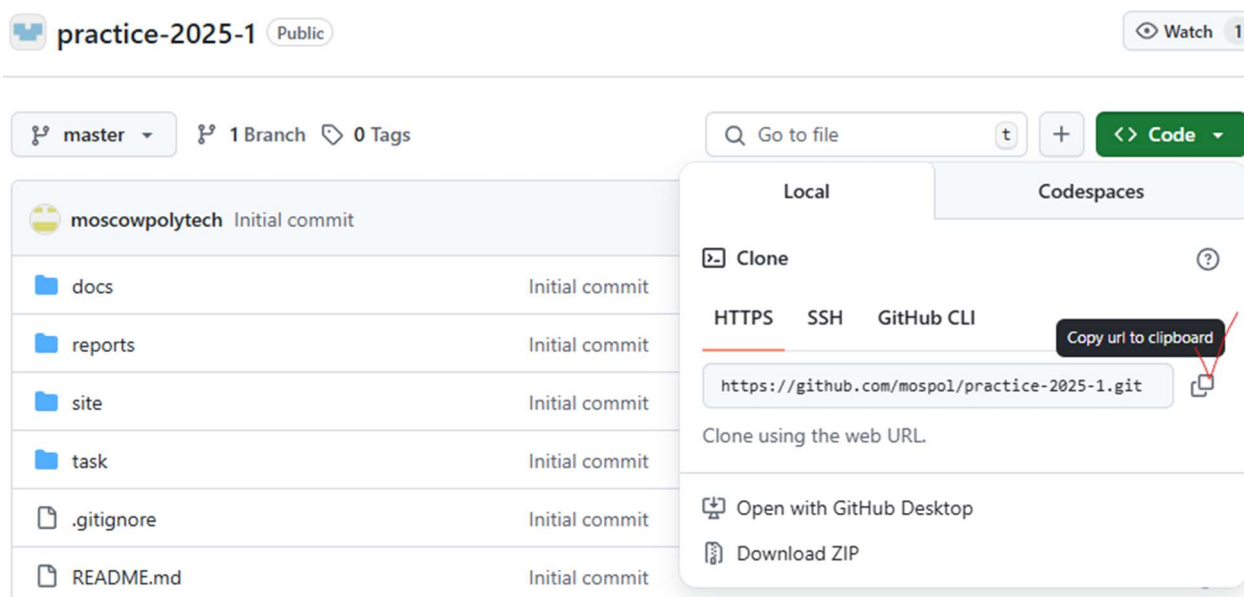 practice-2025-1 Public
Watch 1
master 1 Branch 0 Tags
Go to file t + Code
moscowpolytech Initial commit
docs Initial commit
reports Initial commit
site Initial commit
task Initial commit
.gitignore Initial commit
README.md Initial commit
Local Codespaces
Clone
HTTPS SSH GitHub CLI
Copy url to clipboard
https://github.com/mospol/practice-2025-1.git
Clone using the web URL.
Open with GitHub Desktop
Download ZIP